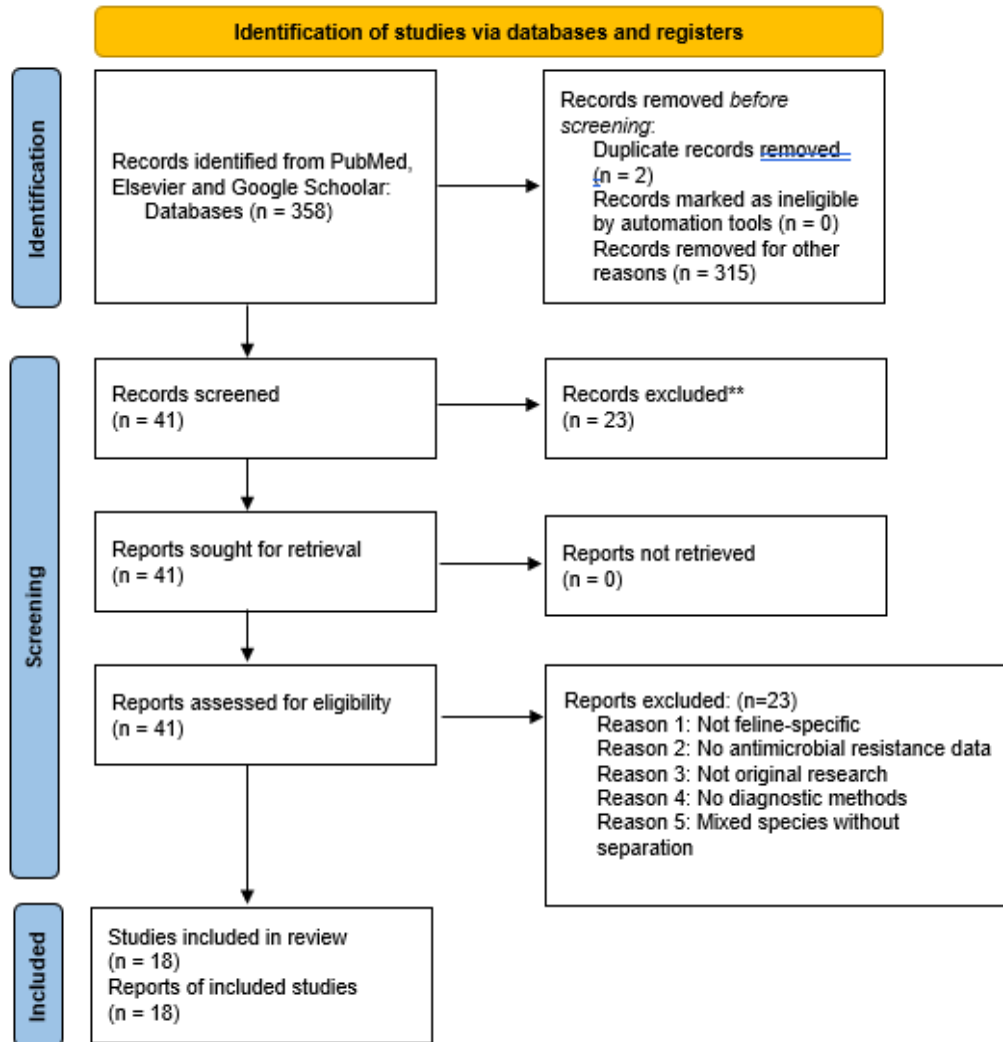 Identification of studies via databases and registers
Identification
Records identified from PubMed,
Elsevier and Google Schoolar:
Databases (n = 358)
Records removed before
screening:
Duplicate records removed
(n = 2)
Records marked as ineligible
by automation tools (n = 0)
Records removed for other
reasons (n = 315)
Screening
Records screened
(n = 41)
Records excluded**
(n = 23)
Reports sought for retrieval
(n = 41)
Reports not retrieved
(n = 0)
Reports assessed for eligibility
(n = 41)
Reports excluded: (n=23)
Reason 1: Not feline-specific
Reason 2: No antimicrobial resistance data
Reason 3: Not original research
Reason 4: No diagnostic methods
Reason 5: Mixed species without
separation
Included
Studies included in review
(n = 18)
Reports of included studies
(n = 18)